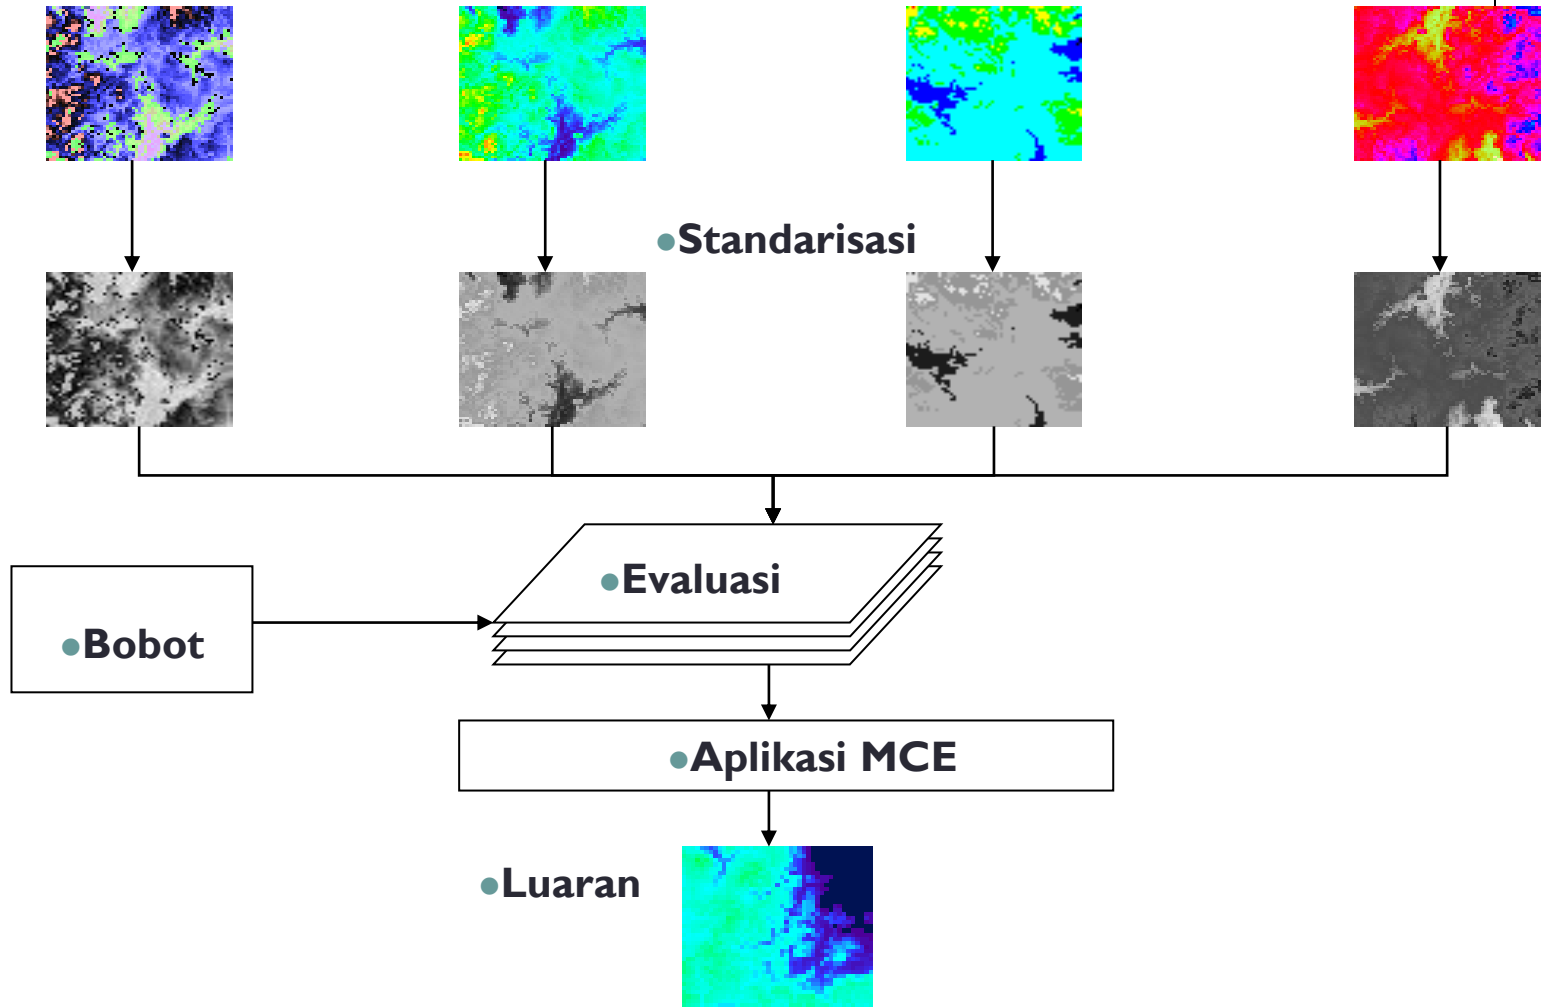 •Standarisasi
•Evaluasi
•Bobot
•Aplikasi MCE
•Luaran